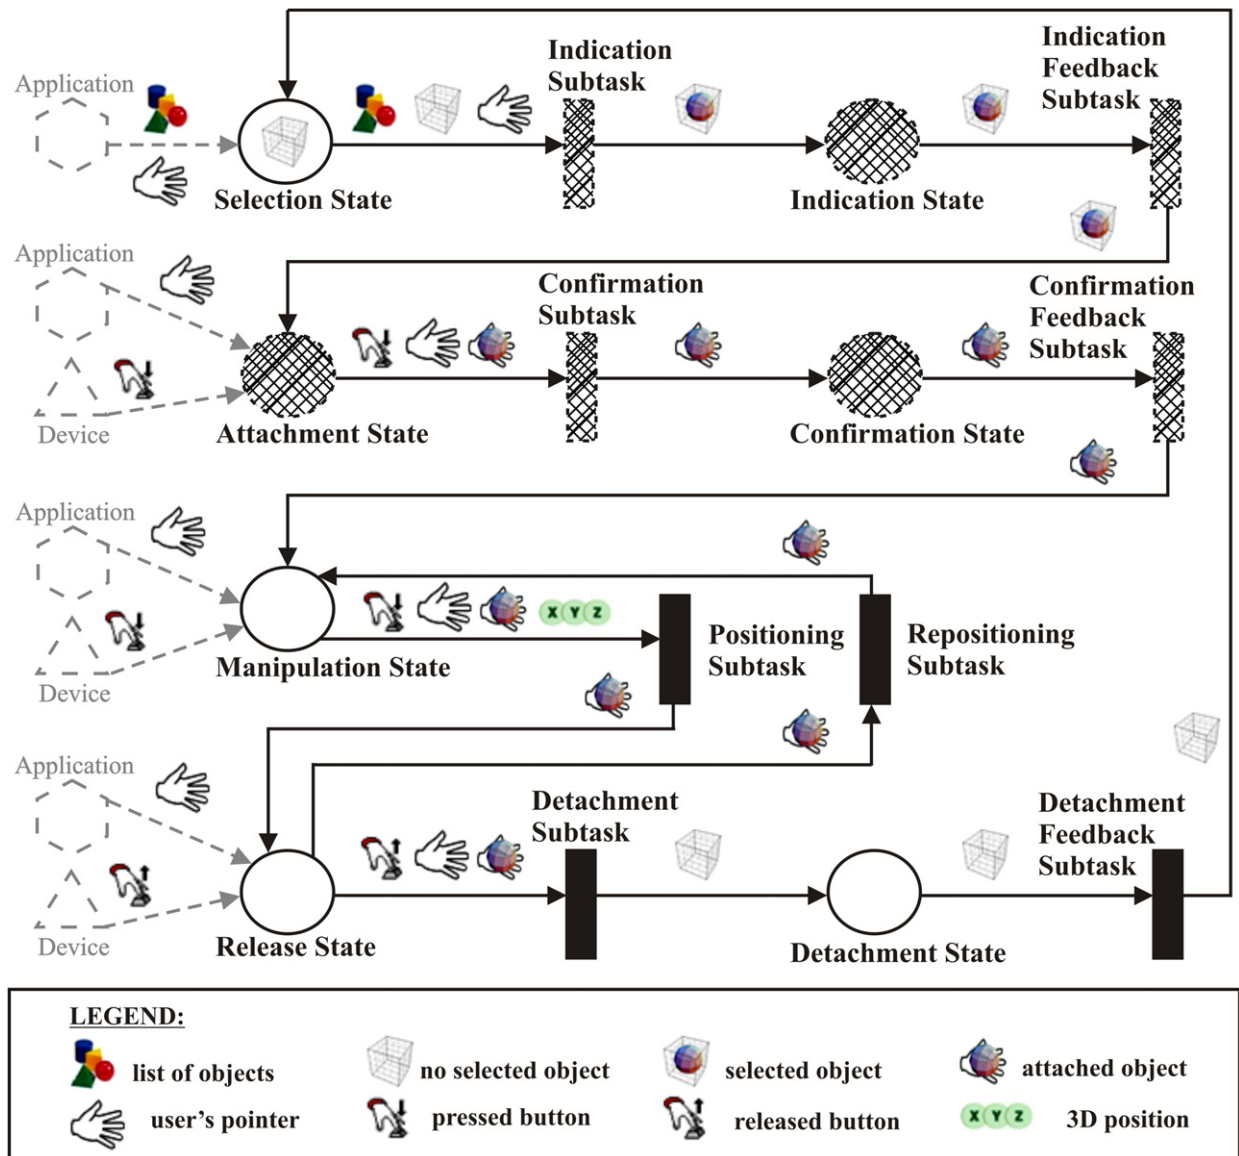 Application
Indication
Subtask
Indication
Feedback
Subtask
Selection State
Indication State
Application
Confirmation
Subtask
Confirmation
Feedback
Subtask
Device
Attachment State
Confirmation State
Application
X Y Z
Positioning
Subtask
Repositioning
Subtask
Manipulation State
Device
Application
Detachment
Subtask
Detachment
Feedback
Subtask
Device
Release State
Detachment State
LEGEND:
list of objects
no selected object
selected object
attached object
user's pointer
pressed button
released button
X Y Z
3D position